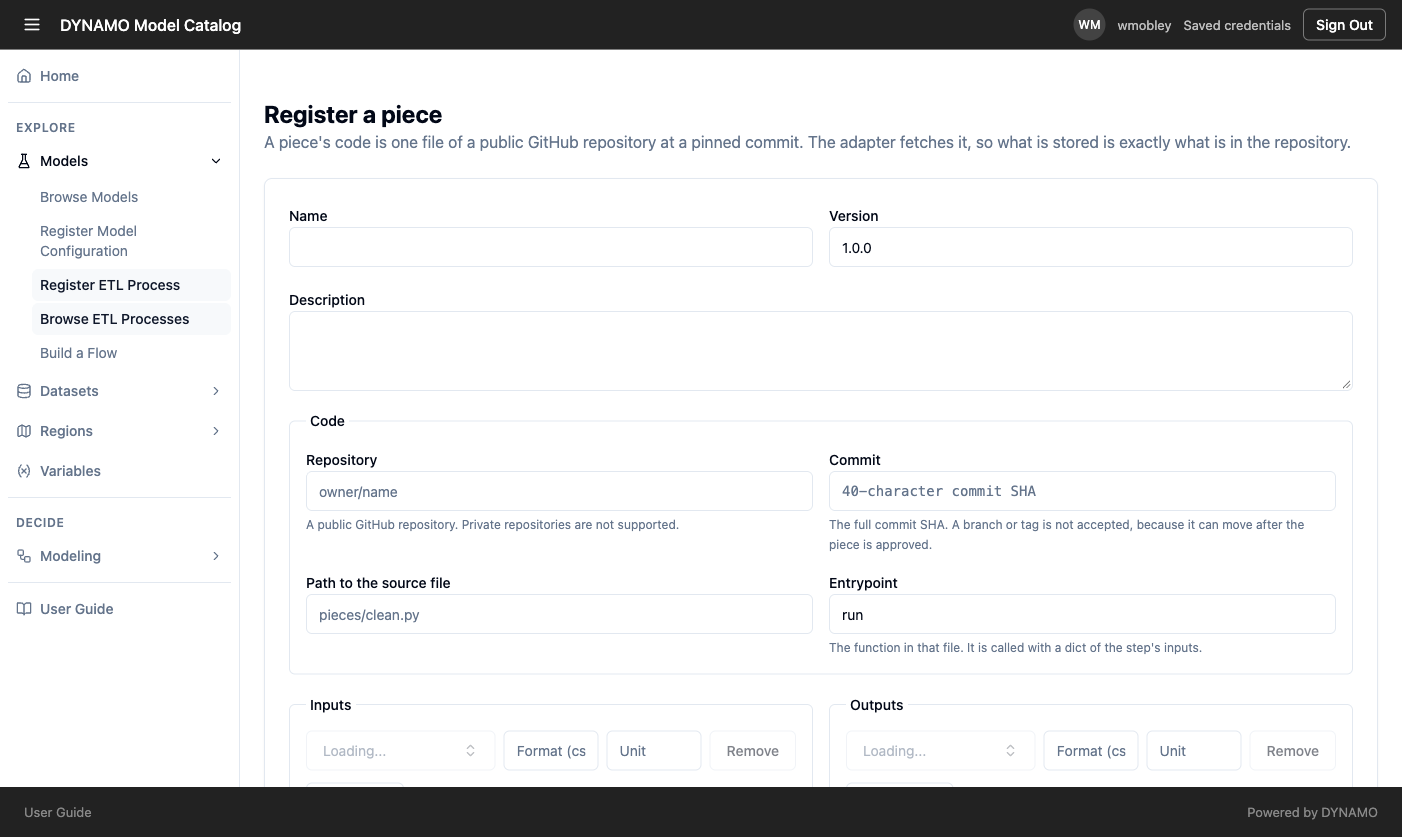 DYNAMO Model Catalog
WM
wmobley
Saved credentials
Sign Out
Home
EXPLORE
Models
Browse Models
Register Model
Configuration
Register ETL Process
Browse ETL Processes
Build a Flow
Datasets
Regions
Variables
DECIDE
Modeling
User Guide
Register a piece
A piece's code is one file of a public GitHub repository at a pinned commit. The adapter fetches it, so what is stored is exactly what is in the repository.
Name
Version
1.0.0
Description
Code
Repository
Commit
owner/name
40-character commit SHA
A public GitHub repository. Private repositories are not supported.
The full commit SHA. A branch or tag is not accepted, because it can move after the
piece is approved.
Path to the source file
Entrypoint
pieces/clean.py
run
The function in that file. It is called with a dict of the step's inputs.
Inputs
Outputs
Loading...
Format (cs
Unit
Remove
Loading...
Format (cs
Unit
Remove
User Guide
Powered by DYNAMO